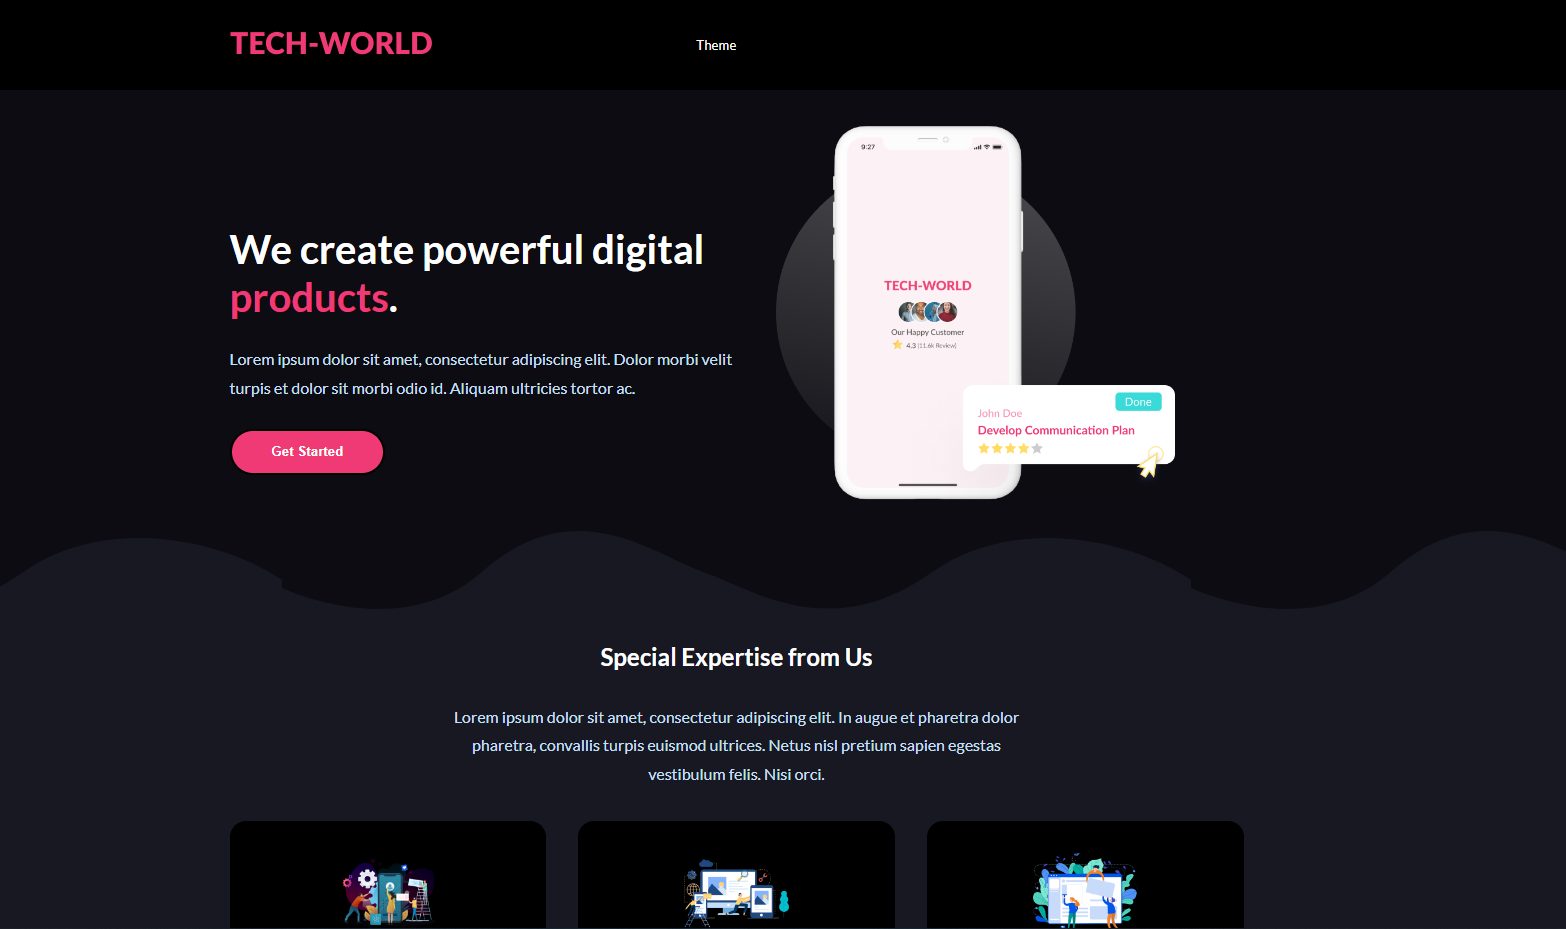 TECH-WORLD
Theme
We create powerful digital
products.
Lorem ipsum dolor sit amet, consectetur adipiscing elit. Dolor morbi velit
turpis et dolor sit morbi odio id. Aliquam ultricies tortor ac.
Get Started
9:27
TECH-WORLD
Our Happy Customer
4.3 (11.6k Review)
Done
John Doe
Develop Communication Plan
Special Expertise from Us
Lorem ipsum dolor sit amet, consectetur adipiscing elit. In augue et pharetra dolor
pharetra, convallis turpis euismod ultrices. Netus nisl pretium sapien egestas
vestibulum felis. Nisi orci.